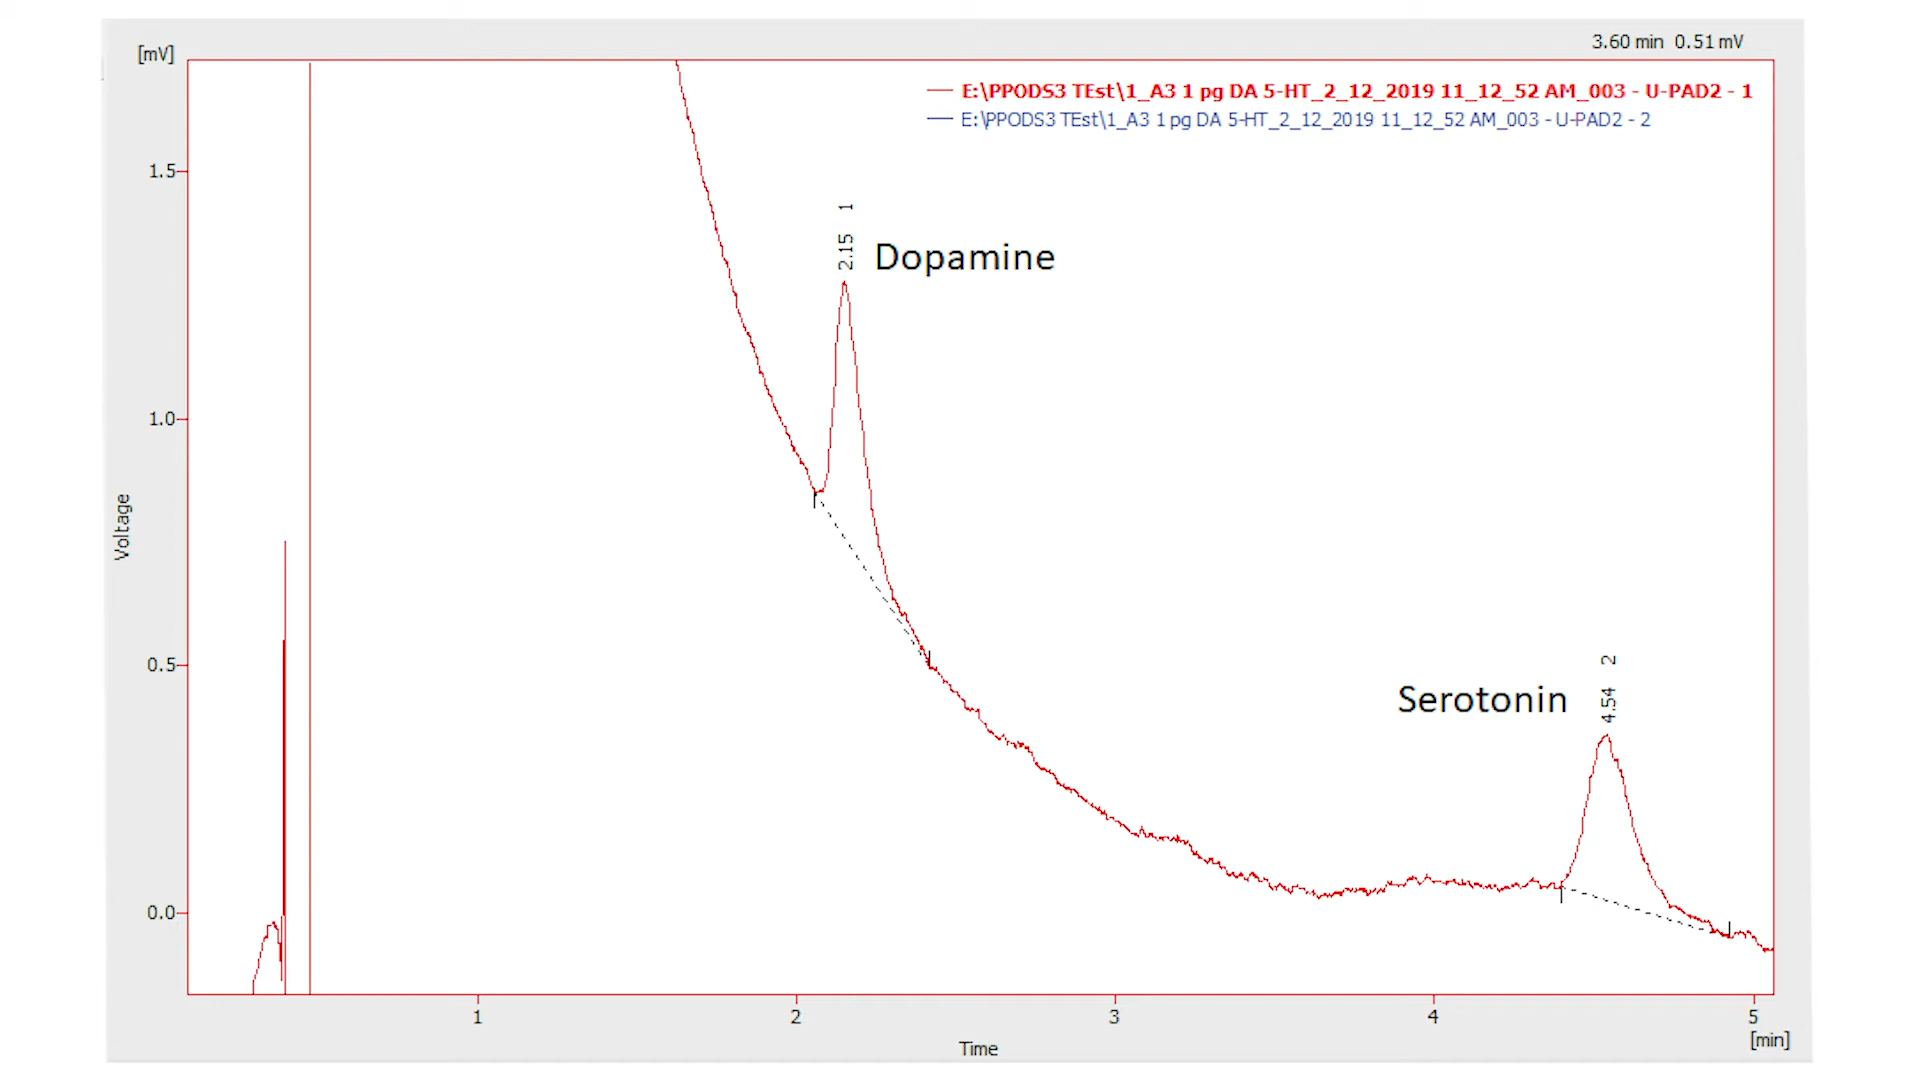 3.60 min 0.51 mV
[mV]
E:\PPODS3 TEst\1_A3 1 pg DA 5-HT_2_12_2019 11_12_52 AM_003 - U-PAD2 - 1
E:\PPODS3 TEst\1_A3 1 pg DA 5-HT_2_12_2019 11_12_52 AM_003 - U-PAD2 - 2
1.5
2.15 1
Dopamine
1.0
Voltage
0.5
Serotonin
4.54 2
0.0
1 2 3 4 5
[min]
Time